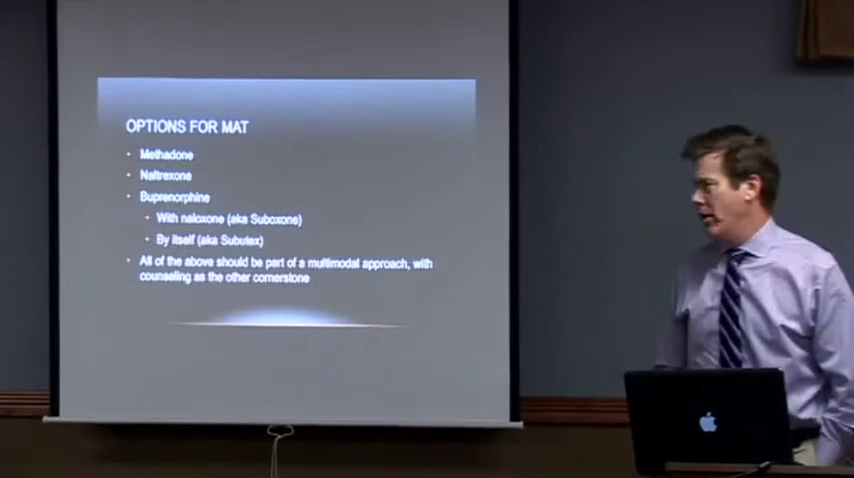 OPTIONS FOR MAT
• Methadone
• Naltrexone
• Buprenorphine
• With naloxone (aka Suboxone)
• By itself (aka Subutex)
• All of the above should be part of a multimodal approach, with
counseling as the other cornerstone